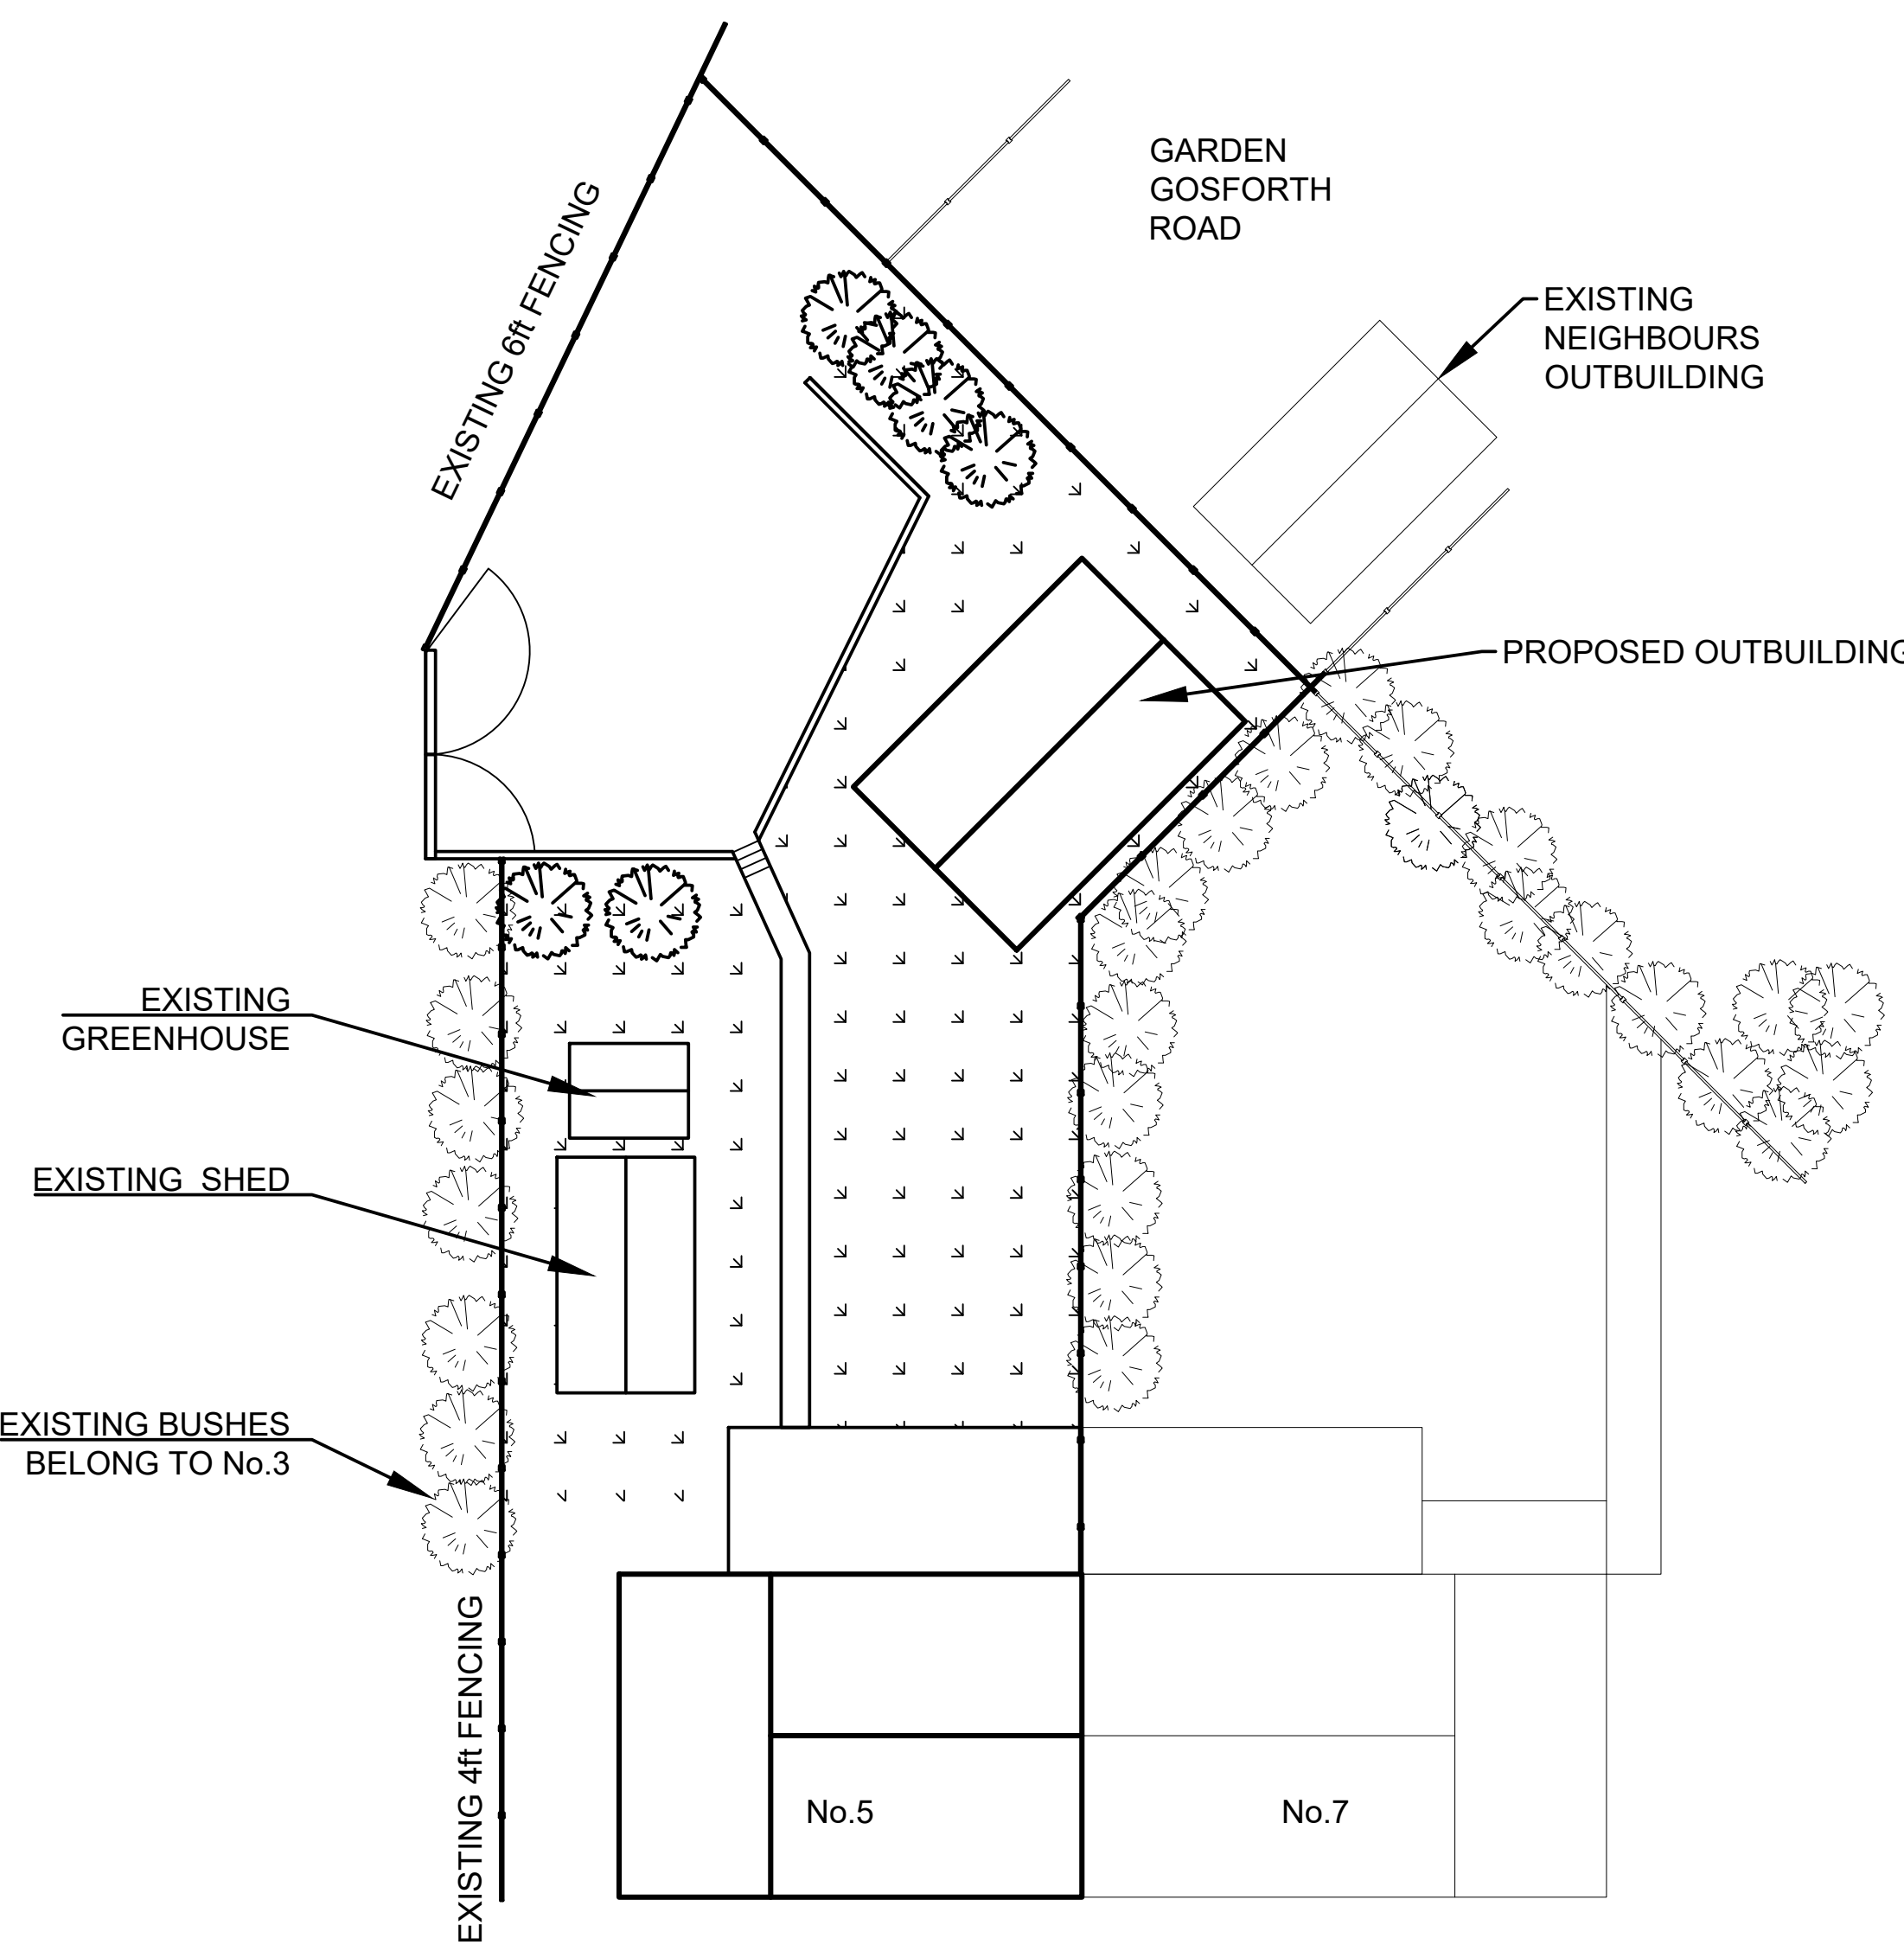 GARDEN
GOSFORTH
ROAD
EXISTING 6ft FENCING
EXISTING
NEIGHBOURS
OUTBUILDING
PROPOSED OUTBUILDING
EXISTING
GREENHOUSE
EXISTING SHED
EXISTING BUSHES
BELONG TO No.3
EXISTING 4ft FENCING
No.5
No.7